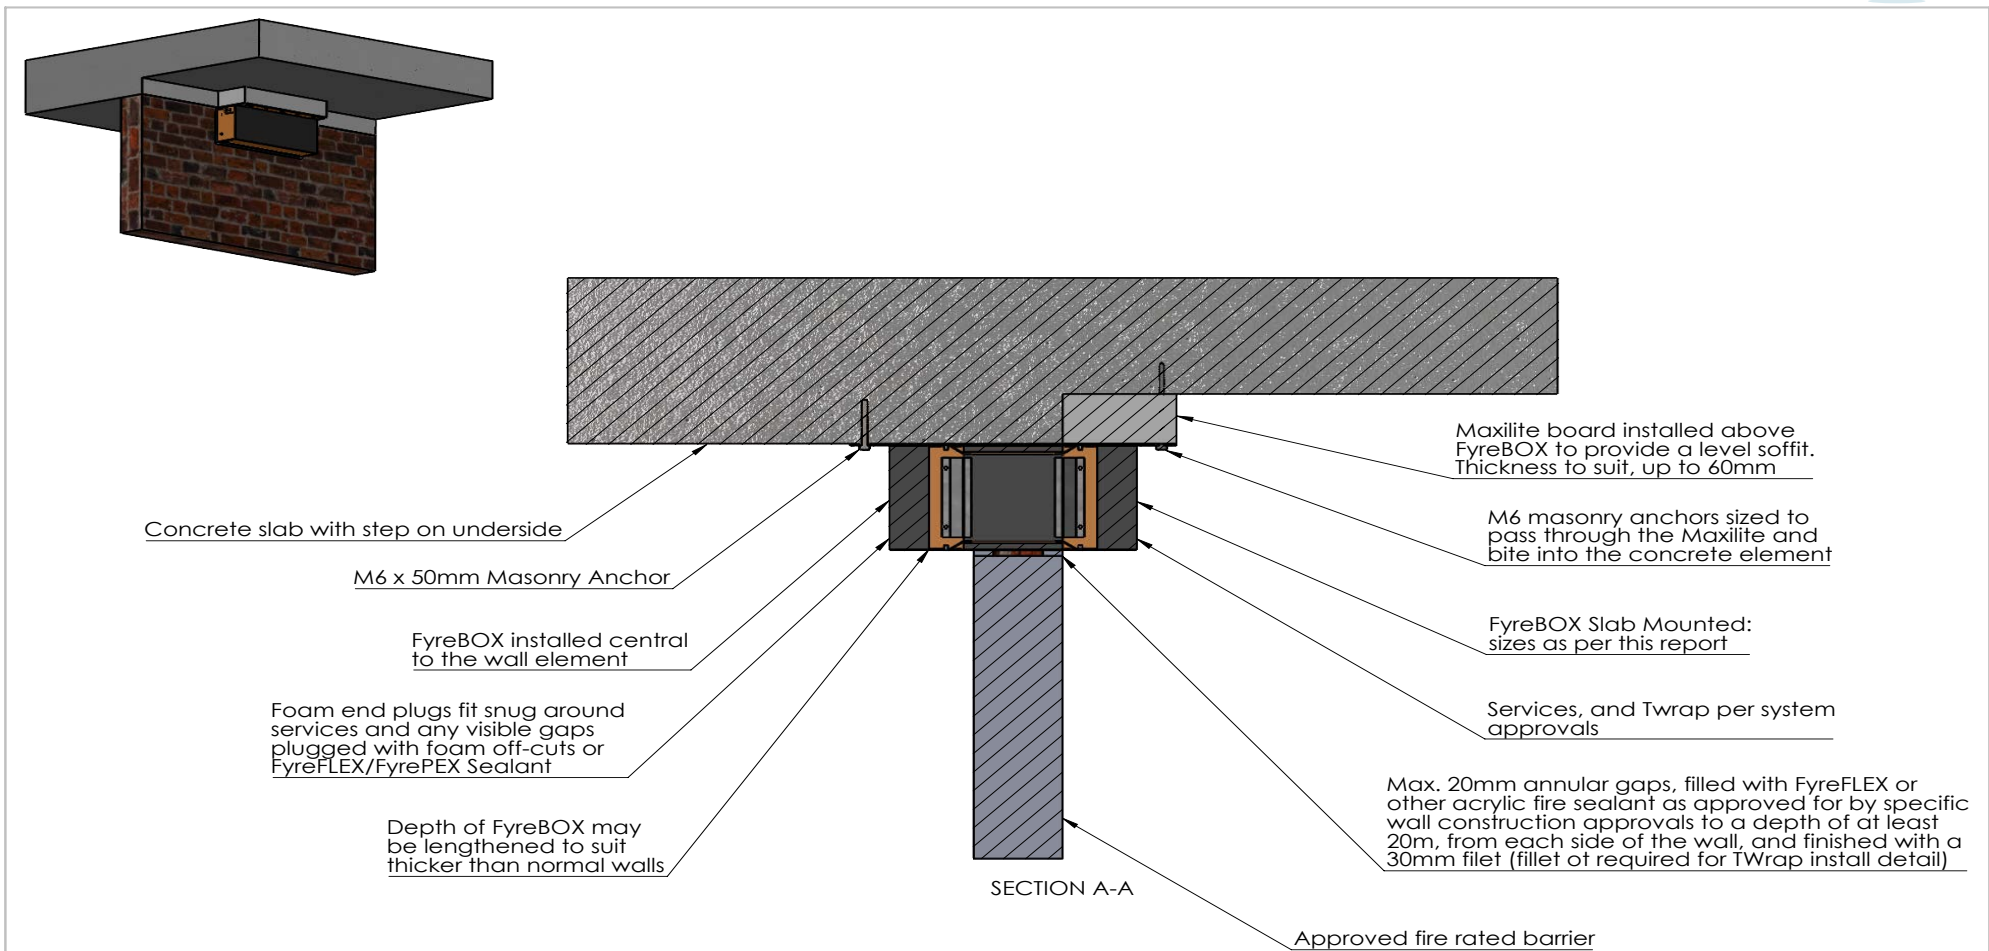 Maxilite board installed above
FyreBOX to provide a level soffit.
Thickness to suit, up to 60mm
M6 masonry anchors sized to
pass through the Maxilite and
bite into the concrete element
Concrete slab with step on underside
M6 x 50mm Masonry Anchor
FyreBOX Slab Mounted:
sizes as per this report
FyreBOX installed central
to the wall element
Foam end plugs fit snug around
services and any visible gaps
plugged with foam off-cuts or
FyreFLEX/FyrePEX Sealant
Services, and Twrap per system
approvals
Depth of FyreBOX may
be lengthened to suit
thicker than normal walls
Max. 20mm annular gaps, filled with FyreFLEX or
other acrylic fire sealant as approved for by specific
wall construction approvals to a depth of at least
20m, from each side of the wall, and finished with a
30mm filet (fillet ot required for TWrap install detail)
SECTION A-A
Approved fire rated barrier